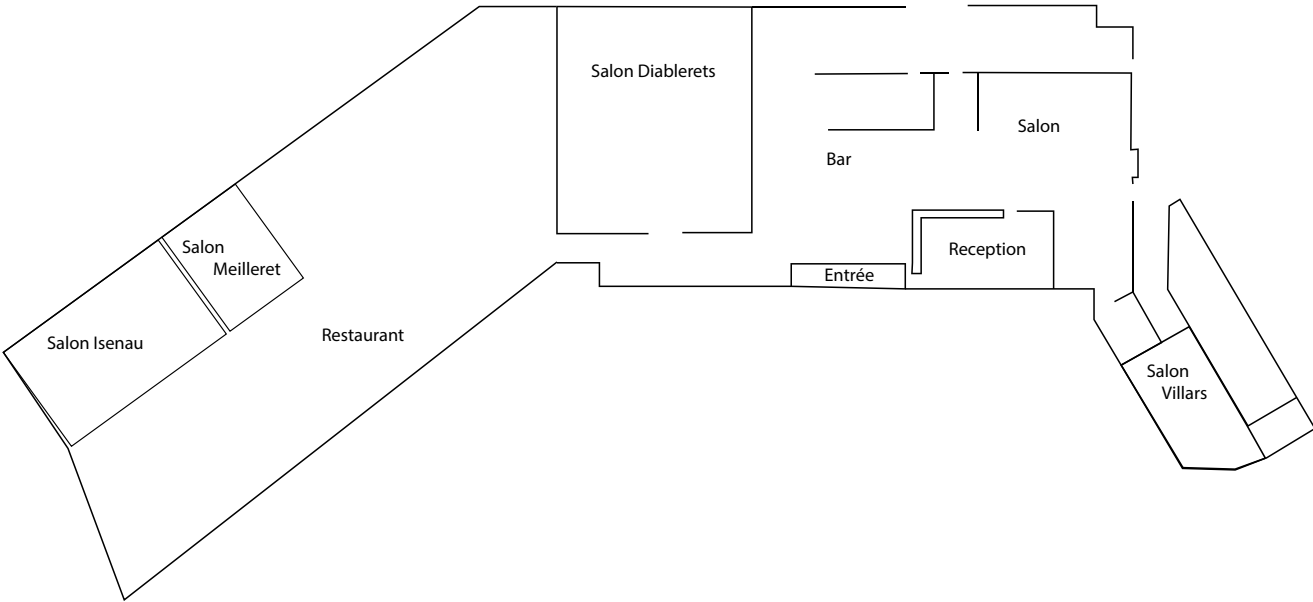 Salon Diablerets
Salon
Bar
Salon
Meilleret
Reception
Entrée
Restaurant
Salon Isenau
Salon
Villars